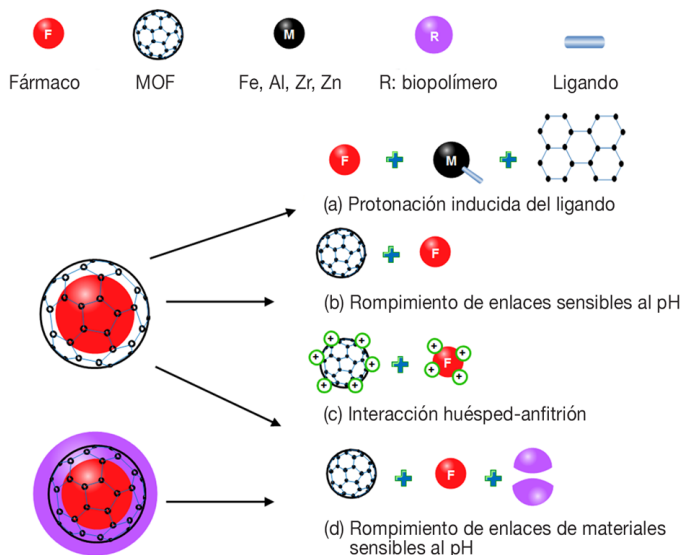 F M R
Fármaco MOF Fe, Al, Zr, Zn R: biopolímero Ligando
F M
(a) Protonación inducida del ligando
F
(b) Rompimiento de enlaces sensibles al pH
+ + + + + + F + + +
(c) Interacción huésped-anfitrión
F
(d) Rompimiento de enlaces de materiales
sensibles al pH